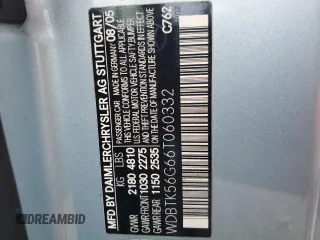 MFD BY DAIMLERCHRYSLER AG STUTTGART
PASSENGER CAR MADE IN GERMANY 08/05
KG LBS THIS VEHICLE CONFORMS TO ALL APPLICABLE
GVWR 2180 4810 U.S. FEDERAL MOTOR VEHICLE SAFETY, BUMPER
GAWR FRONT 1030 2275 AND THEFT PREVENTION STANDARDS IN EFFECT
GAWR REAR 1150 2535 ON THE DATE OF MANUFACTURE SHOWN ABOVE
WDBTK56G66T060332 C762
DREAMBID